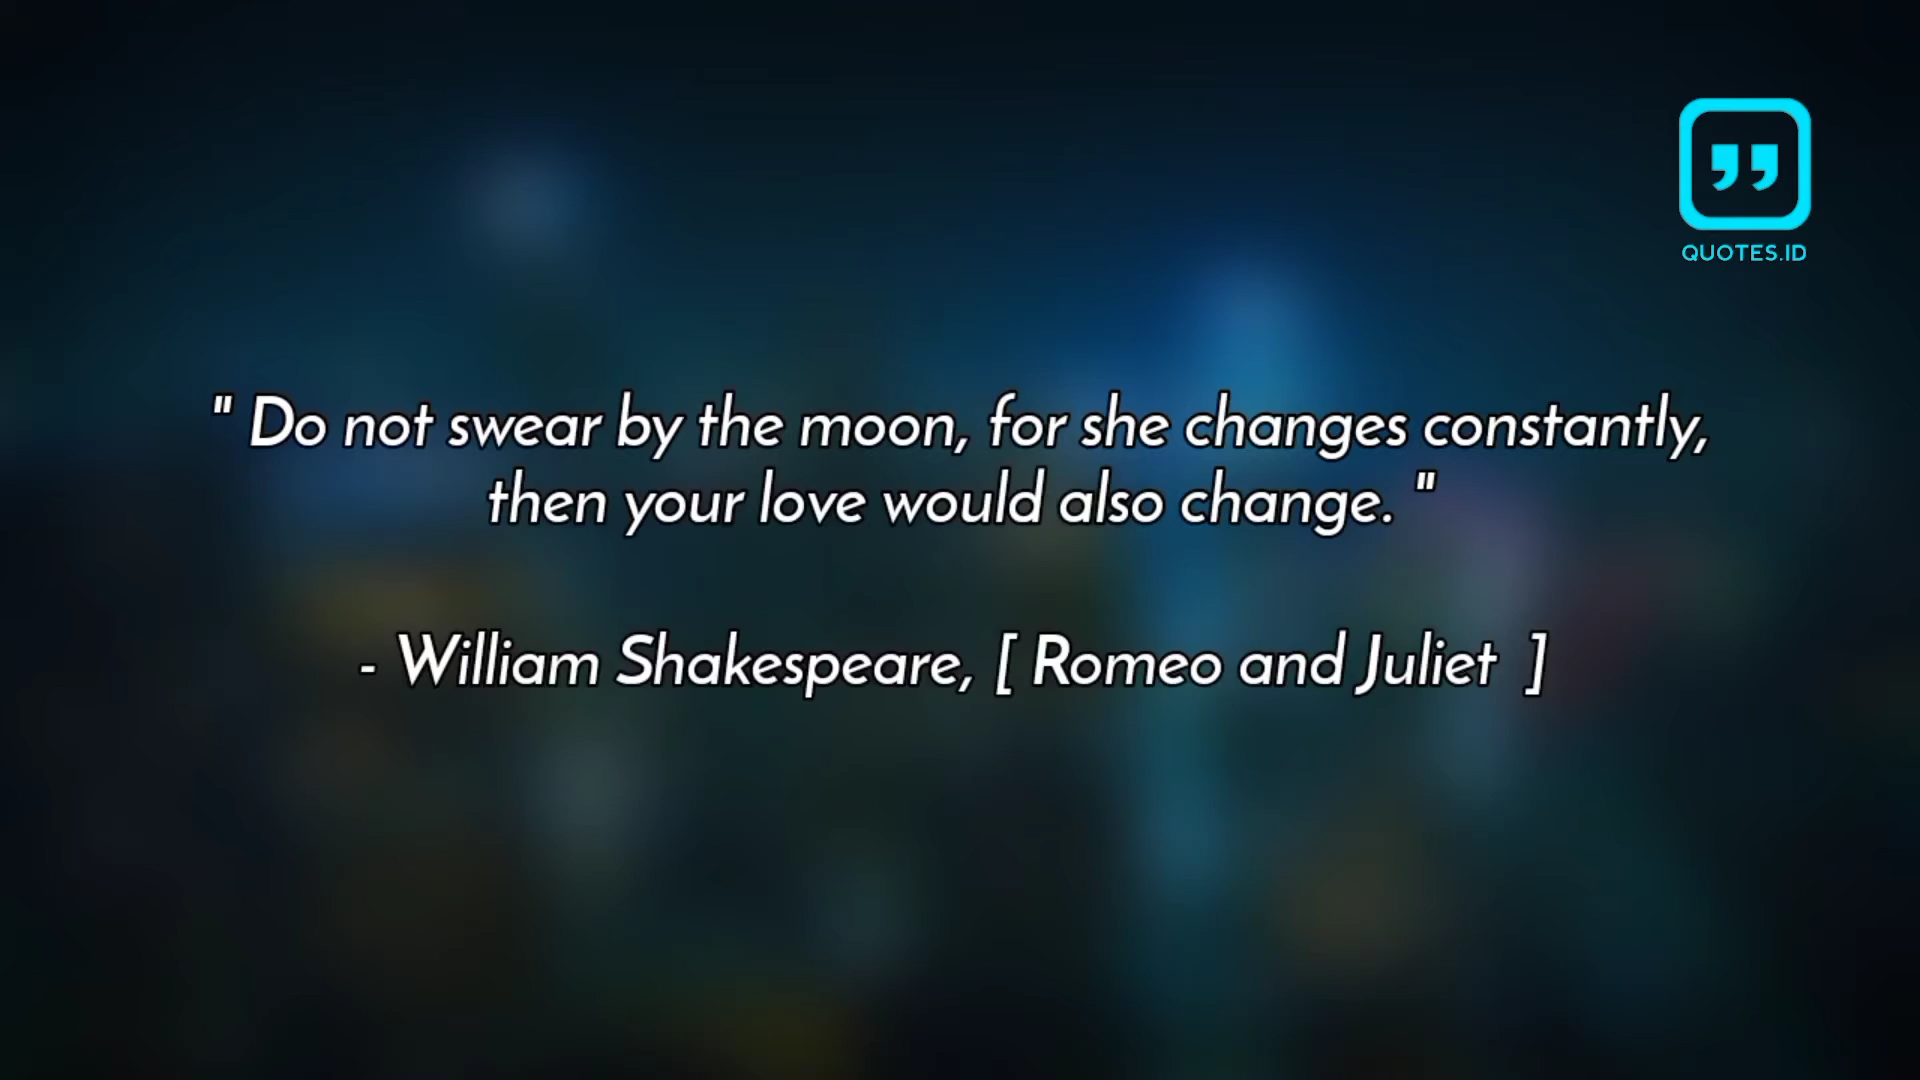 QUOTES.ID
" Do not swear by the moon, for she changes constantly,
then your love would also change. "
- William Shakespeare, [ Romeo and Juliet ]